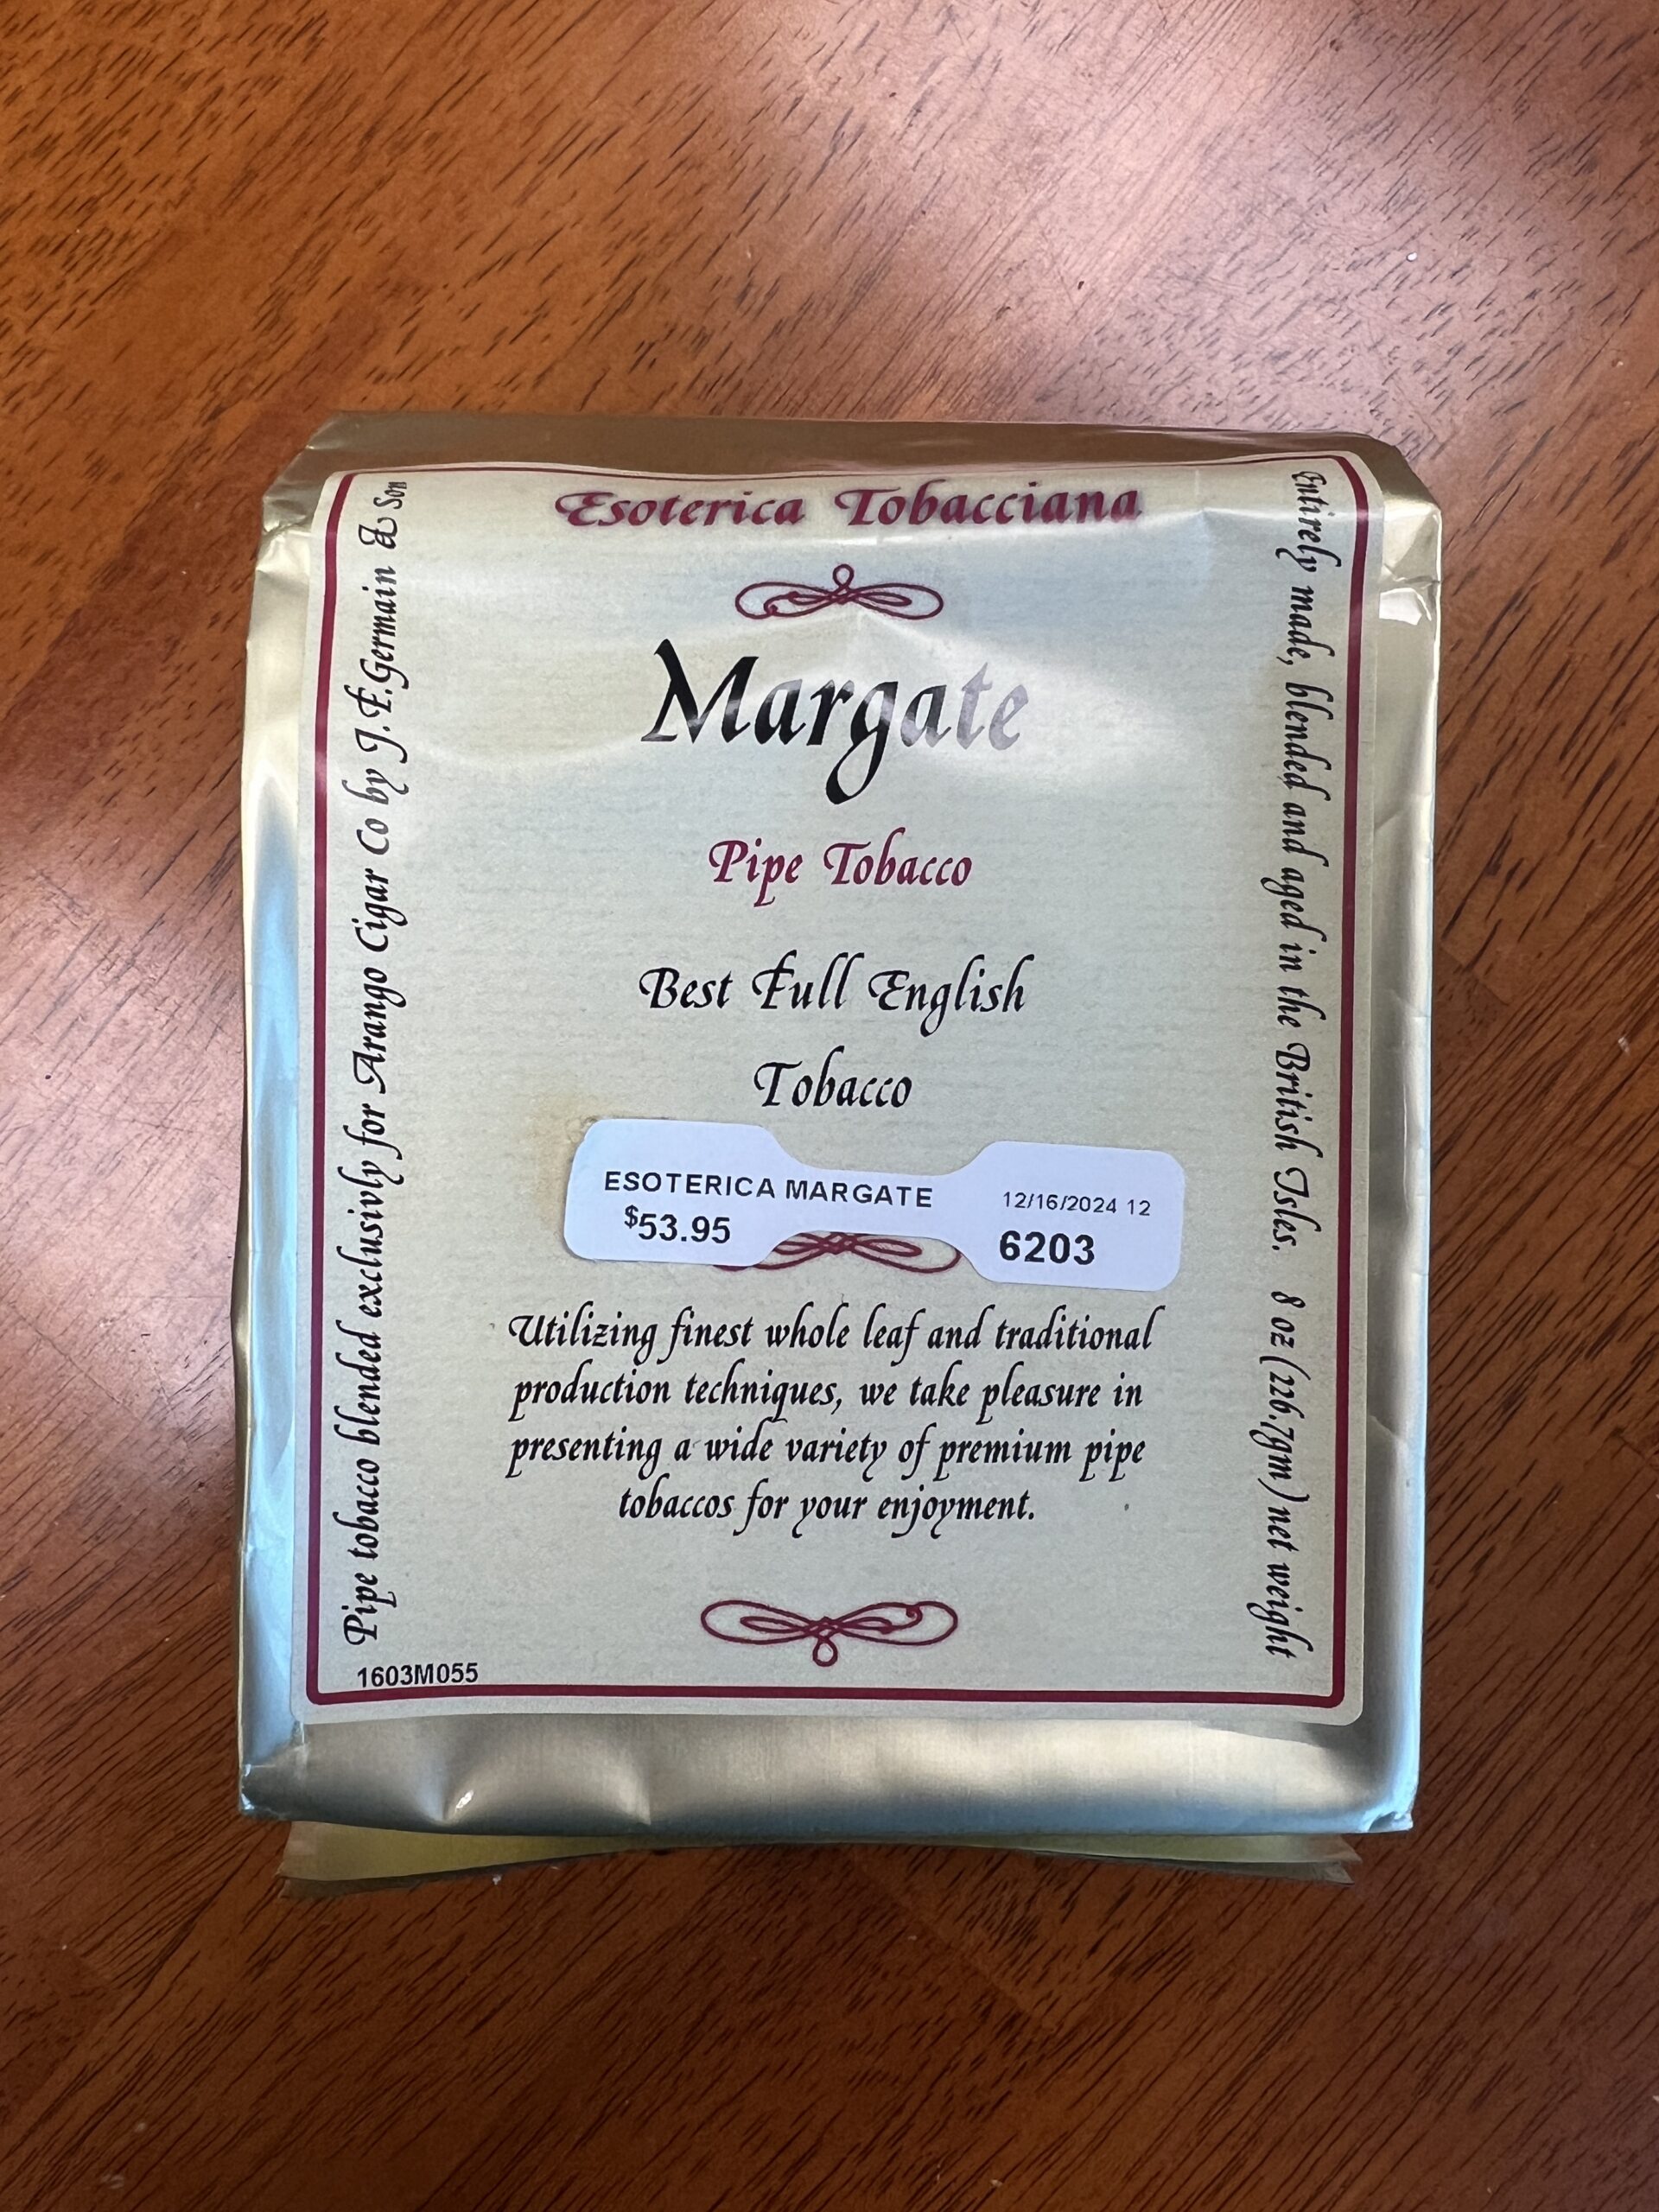 Esoterica Tobacciana
Margate
Pipe Tobacco
Best Full English
Tobacco
ESOTERICA MARGATE
$53.95
12/16/2024 12
6203
Utilizing finest whole leaf and traditional
production techniques, we take pleasure in
presenting a wide variety of premium pipe
tobaccos for your enjoyment.
Pipe tobacco blended exclusivly for Arango Cigar Co by J.F.Germain & Son
Entirely made, blended and aged in the British Isles. 8 oz (226.7gm) net weight
1603M055